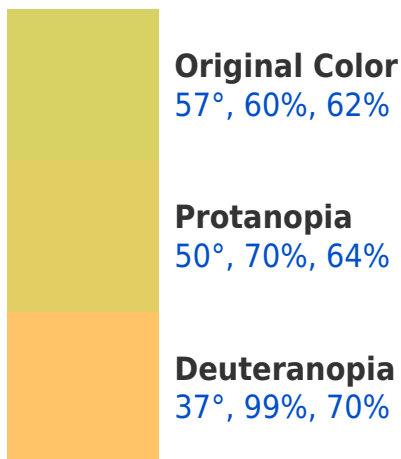 Original Color
57°, 60%, 62%
Protanopia
50°, 70%, 64%
Deuteranopia
37°, 99%, 70%